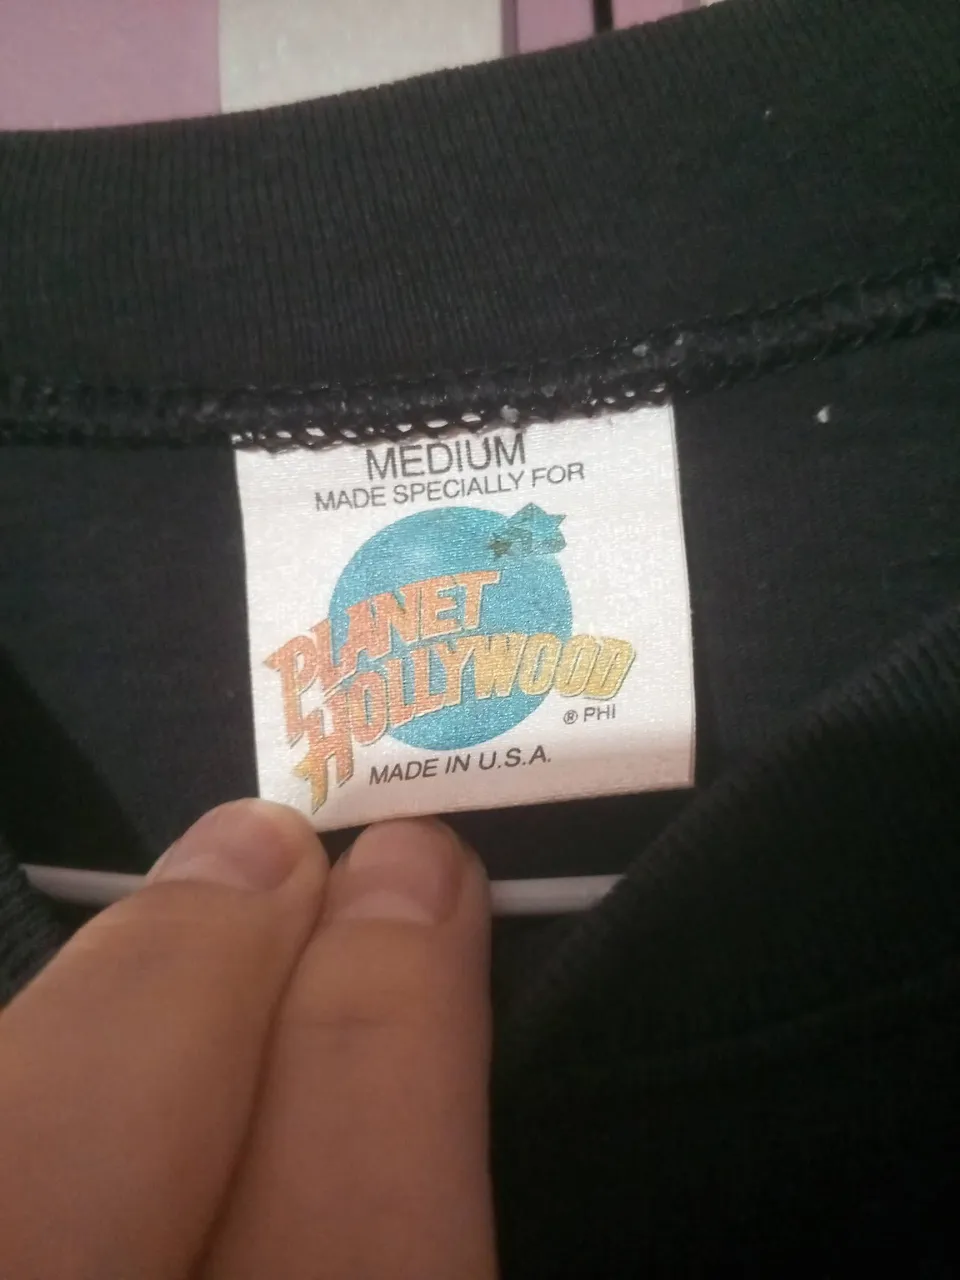 MEDIUM
MADE SPECIALLY FOR
PLANET
HOLLYWOOD
® PHI
MADE IN U.S.A.